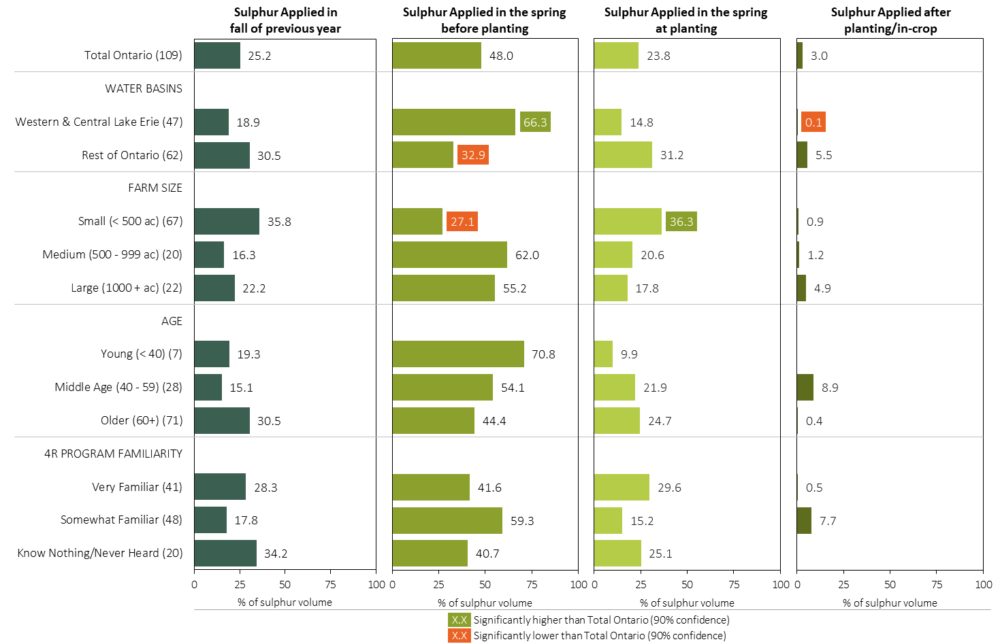 Sulphur Applied in
fall of previous year
Sulphur Applied in the spring
before planting
Sulphur Applied in the spring
at planting
Sulphur Applied after
planting/in-crop
Total Ontario (109) 25.2 48.0 23.8 3.0
WATER BASINS
Western & Central Lake Erie (47) 18.9 66.3 14.8 0.1
Rest of Ontario (62) 30.5 32.9 31.2 5.5
FARM SIZE
Small (< 500 ac) (67) 35.8 27.1 36.3 0.9
Medium (500 - 999 ac) (20) 16.3 62.0 20.6 1.2
Large (1000 + ac) (22) 22.2 55.2 17.8 4.9
AGE
Young (< 40) (7) 19.3 70.8 9.9
Middle Age (40 - 59) (28) 15.1 54.1 21.9 8.9
Older (60+) (71) 30.5 44.4 24.7 0.4
4R PROGRAM FAMILIARITY
Very Familiar (41) 28.3 41.6 29.6 0.5
Somewhat Familiar (48) 17.8 59.3 15.2 7.7
Know Nothing/Never Heard (20) 34.2 40.7 25.1
0 25 50 75 100 0 25 50 75 100 0 25 50 75 100 0 25 50 75 100
% of sulphur volume % of sulphur volume % of sulphur volume % of sulphur volume
X.X Significantly higher than Total Ontario (90% confidence)
X.X Significantly lower than Total Ontario (90% confidence)